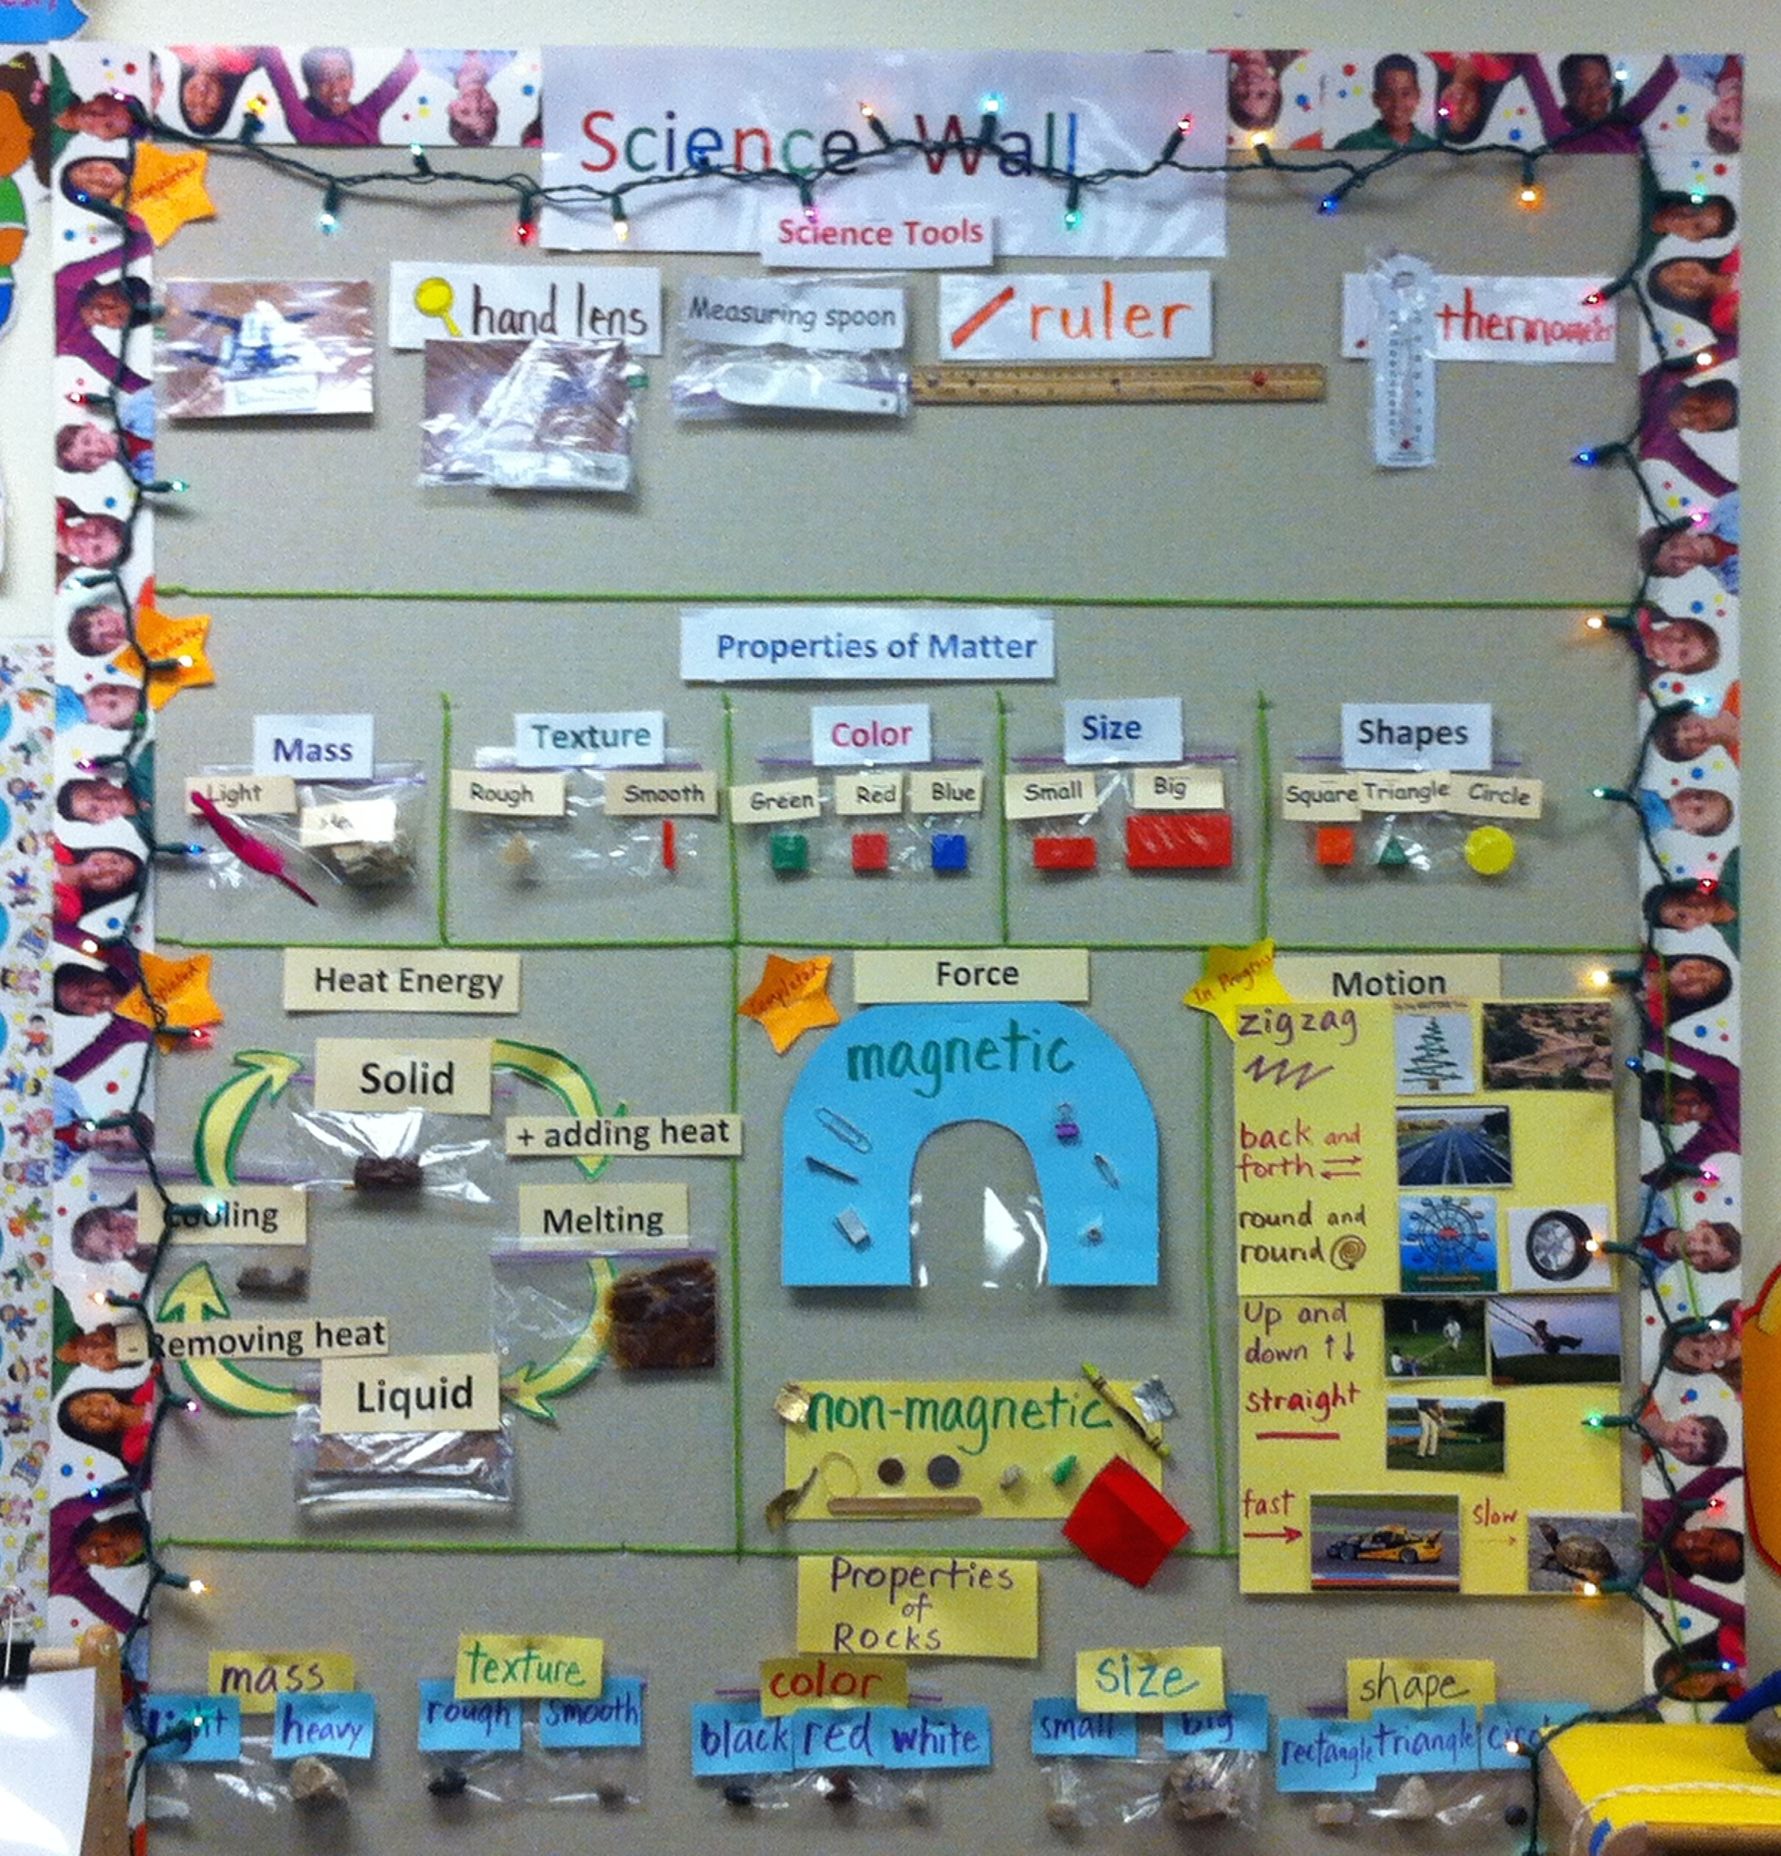 Science Wall
Science Tools
Completed
hand lens
Measuring spoon
ruler
thermometer
Completed
Properties of Matter
Mass
Light
Texture
Rough
Smooth
Color
Green
Red
Blue
Size
Small
Big
Shapes
Square
Triangle
Circle
Completed
Heat Energy
Solid
+ adding heat
Melting
Liquid
- Removing heat
Cooling
Completed
Force
magnetic
non-magnetic
In Progress
Motion
zigzag
back and
forth
round and
round
Up and
down ↑↓
straight
fast
slow
Properties
of
Rocks
mass
light
heavy
texture
rough
smooth
color
black
red
white
size
small
big
shape
rectangle
triangle